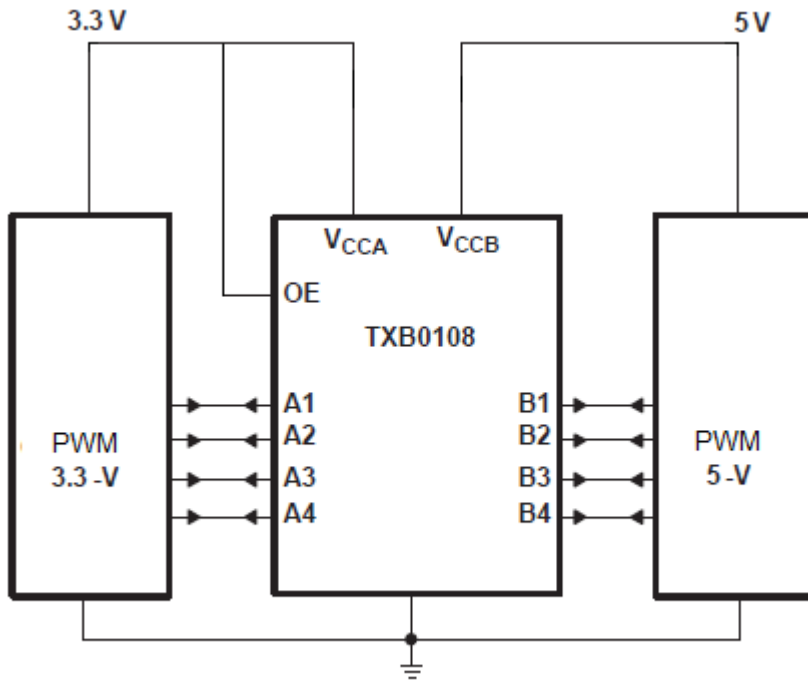 3.3 V
5 V
VCCA
VCCB
OE
TXB0108
A1
B1
A2
B2
A3
B3
A4
B4
PWM
3.3 -V
PWM
5 -V